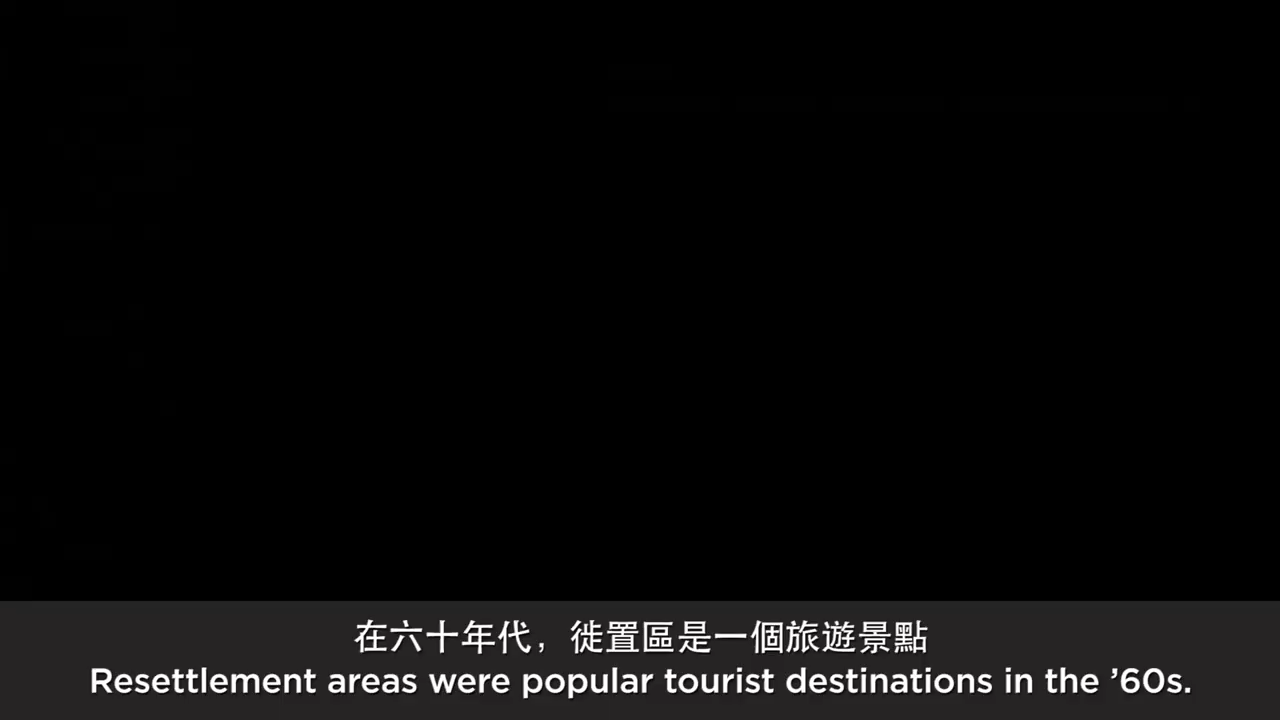 在六十年代，徙置區是一個旅遊景點
Resettlement areas were popular tourist destinations in the ’60s.